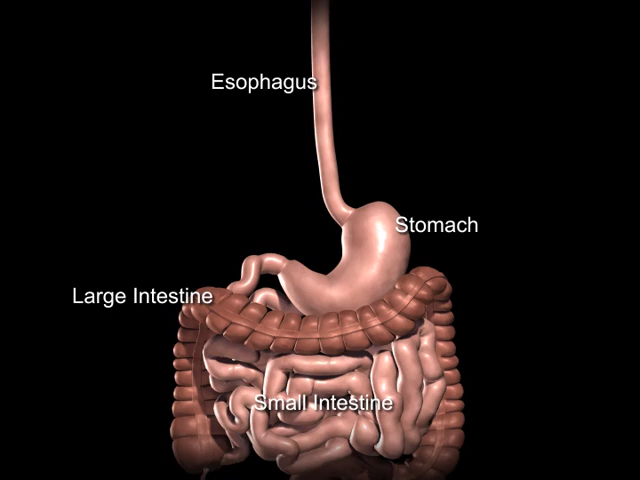 Esophagus
Stomach
Large Intestine
Small Intestine